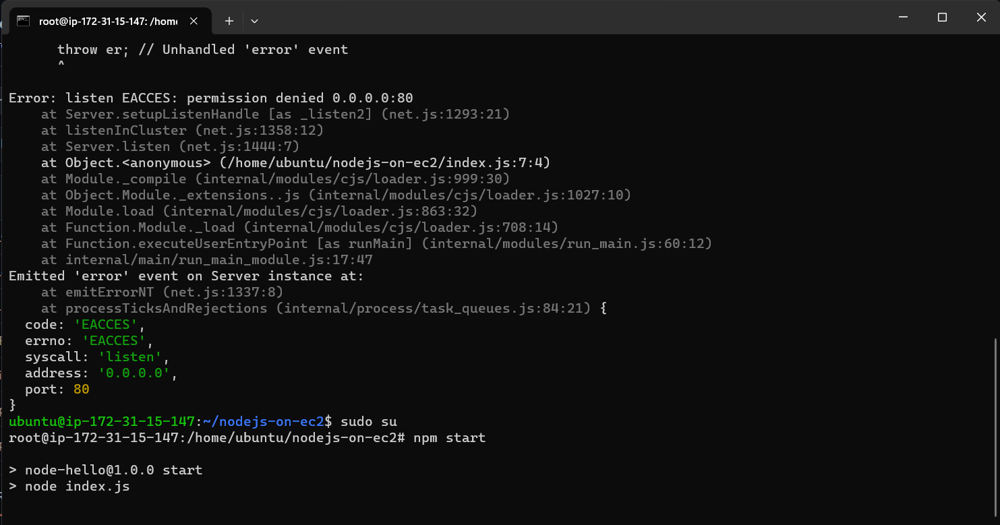 root@ip-172-31-15-147: /hom
throw er; // Unhandled 'error' event
^
Error: listen EACCES: permission denied 0.0.0.0:80
at Server.setupListenHandle [as _listen2] (net.js:1293:21)
at listenInCluster (net.js:1358:12)
at Server.listen (net.js:1444:7)
at Object.<anonymous> (/home/ubuntu/nodejs-on-ec2/index.js:7:4)
at Module._compile (internal/modules/cjs/loader.js:999:30)
at Object.Module._extensions..js (internal/modules/cjs/loader.js:1027:10)
at Module.load (internal/modules/cjs/loader.js:863:32)
at Function.Module._load (internal/modules/cjs/loader.js:708:14)
at Function.executeUserEntryPoint [as runMain] (internal/modules/run_main.js:60:12)
at internal/main/run_main_module.js:17:47
Emitted 'error' event on Server instance at:
at emitErrorNT (net.js:1337:8)
at processTicksAndRejections (internal/process/task_queues.js:84:21) {
code: 'EACCES',
errno: 'EACCES',
syscall: 'listen',
address: '0.0.0.0',
port: 80
}
ubuntu@ip-172-31-15-147:~/nodejs-on-ec2$ sudo su
root@ip-172-31-15-147:/home/ubuntu/nodejs-on-ec2# npm start
> node-hello@1.0.0 start
> node index.js